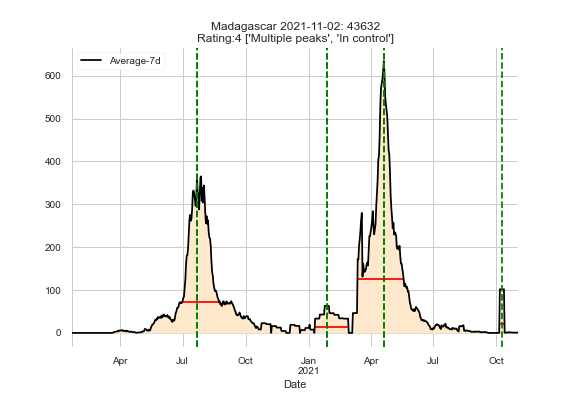 Madagascar 2021-11-02: 43632
Rating:4 ['Multiple peaks', 'In control']
Average-7d
600
500
400
300
200
100
0
Apr
Jul
Oct
Jan
2021
Apr
Jul
Oct
Date